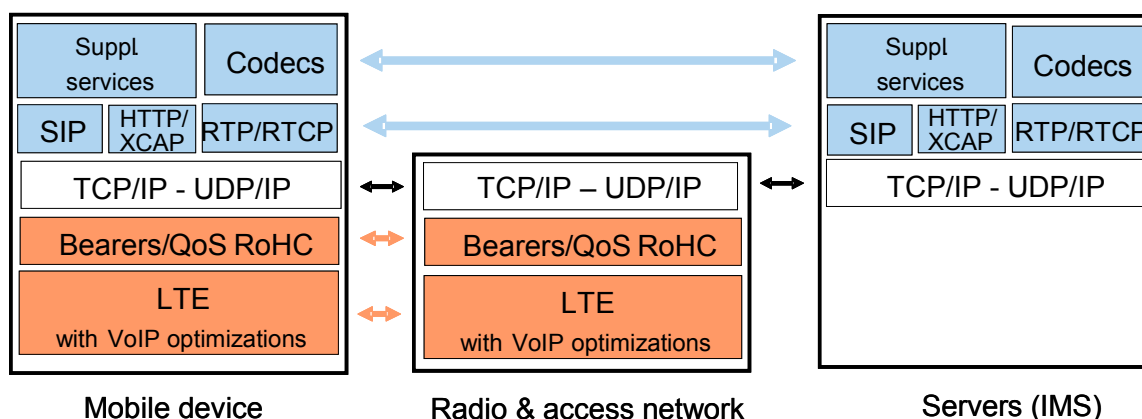 Suppl.
services
Codecs
SIP
HTTP/
XCAP
RTP/RTCP
TCP/IP - UDP/IP
Bearers/QoS RoHC
LTE
with VoIP optimizations
Mobile device
TCP/IP – UDP/IP
Bearers/QoS RoHC
LTE
with VoIP optimizations
Radio & access network
Suppl.
services
Codecs
SIP
HTTP/
XCAP
RTP/RTCP
TCP/IP - UDP/IP
Servers (IMS)